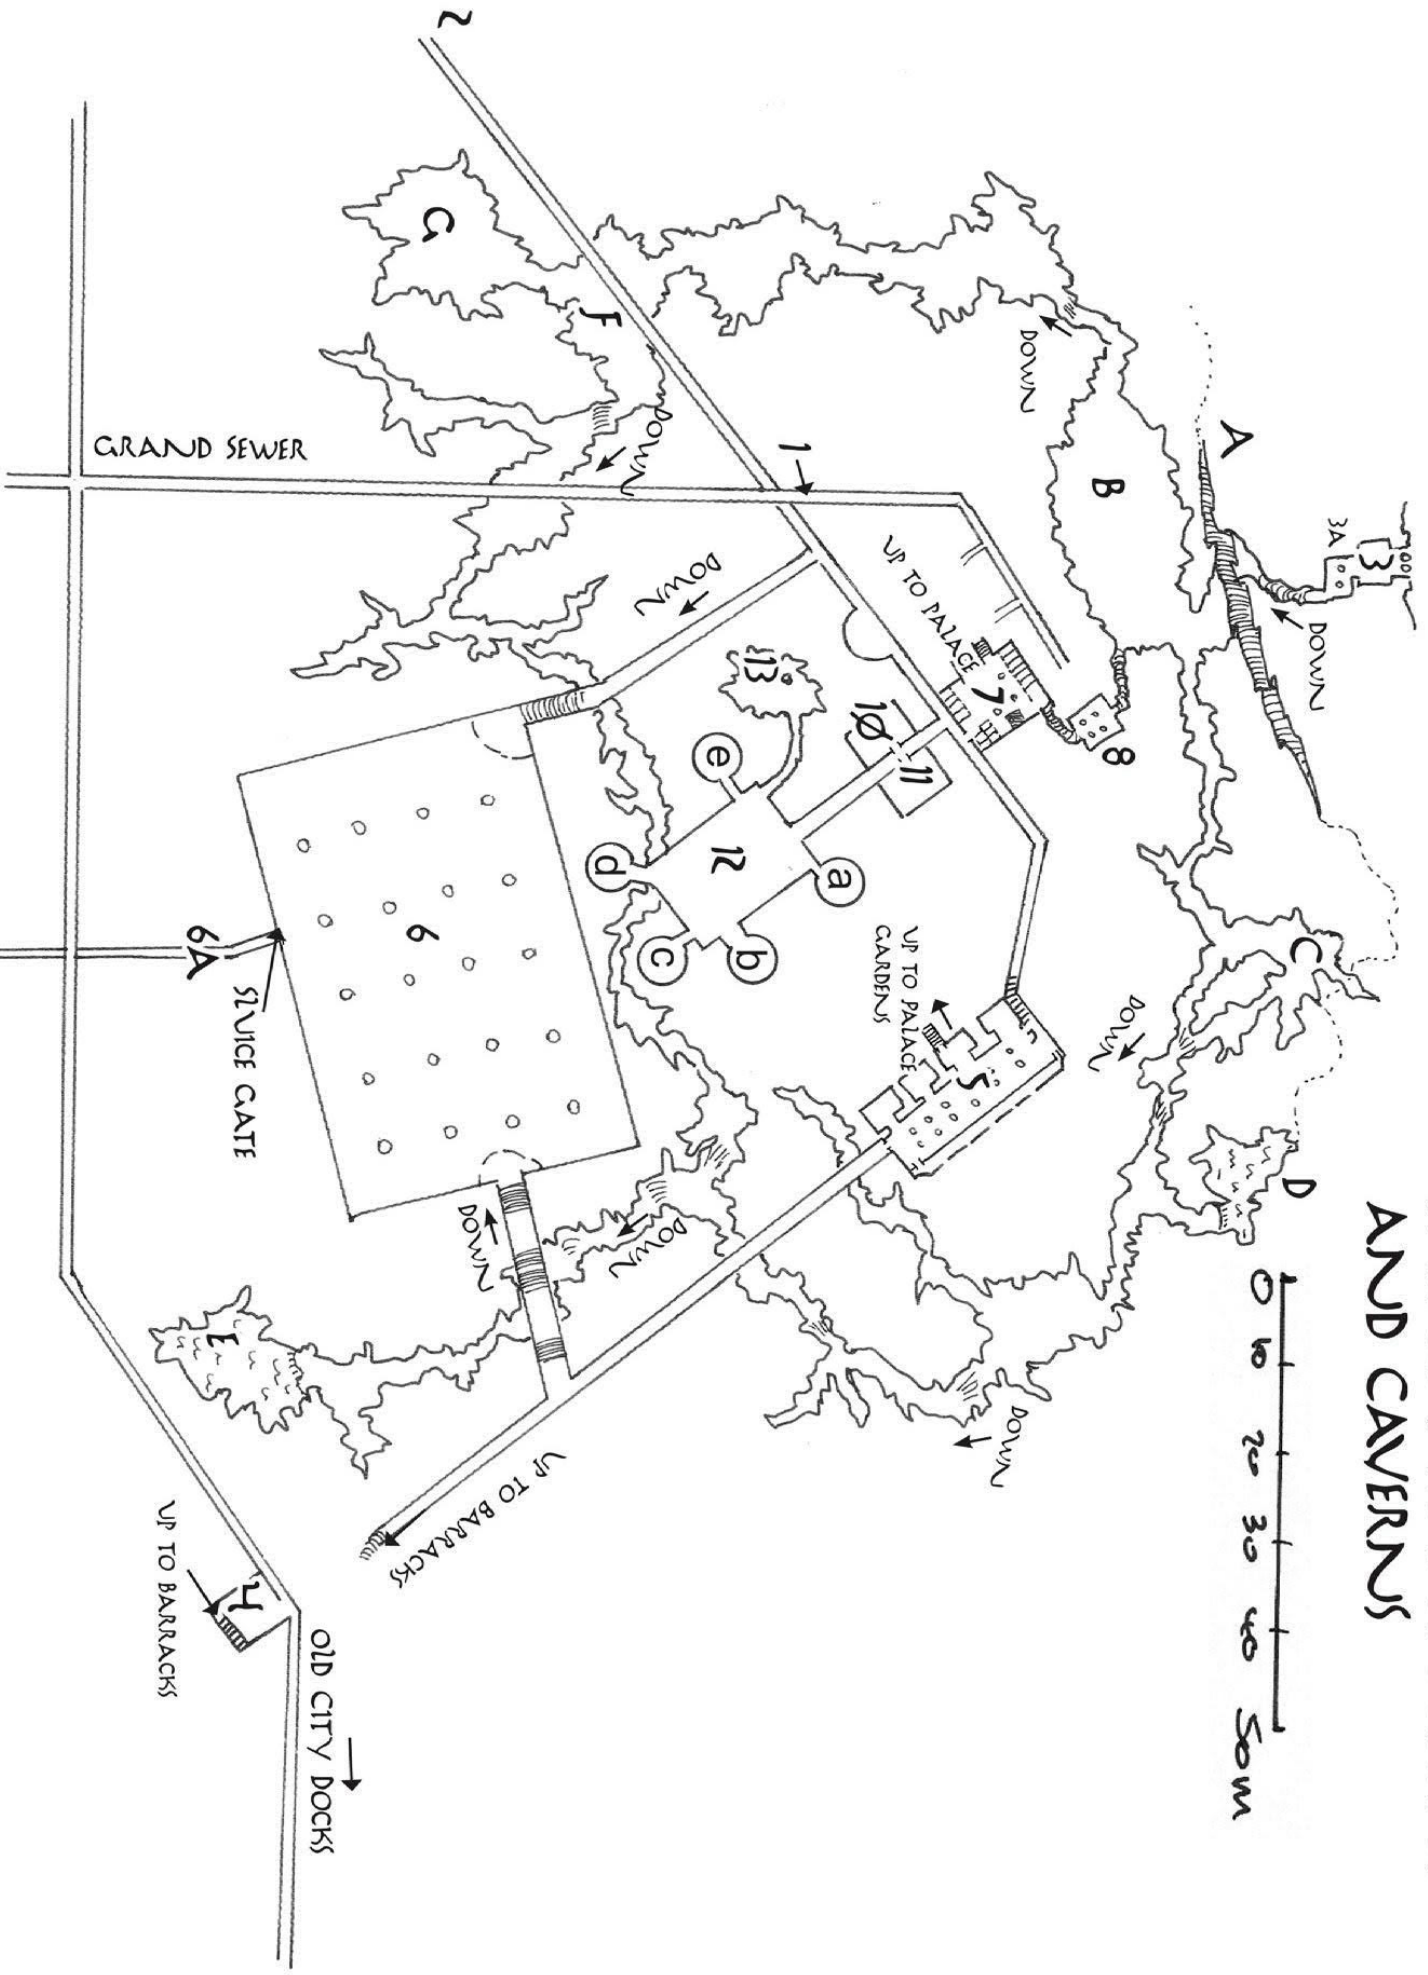 AND CAVERNS
0 10 20 30 40 50m
3
3A
DOWN
A
B
DOWN
C
DOWN
D
8
7
UP TO PALACE
1
2
F
G
DOWN
GRAND SEWER
DOWN
13
10
11
12
a
b
c
d
e
UP TO PALACE
GARDENS
5
DOWN
DOWN
DOWN
6
6A
SLUICE GATE
E
UP TO BARRACKS
4
UP TO BARRACKS
OLD CITY DOCKS